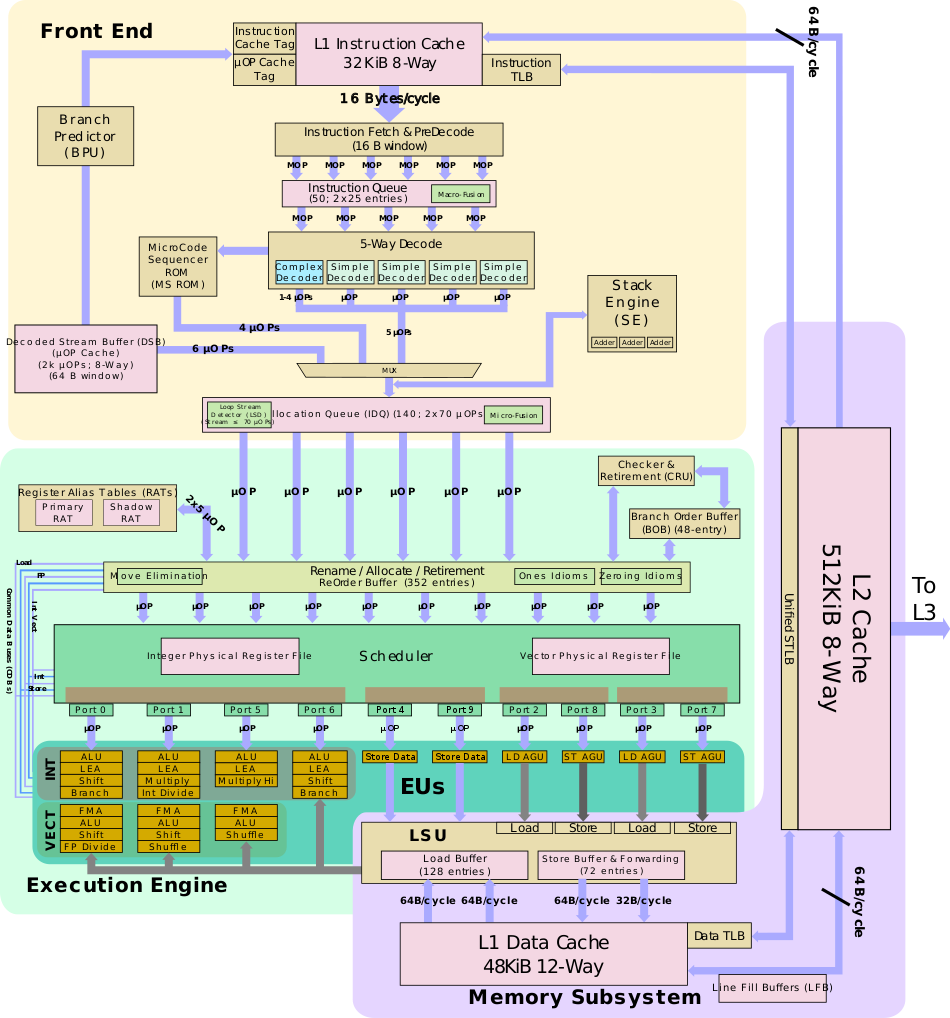 Front End
Instruction
Cache Tag
µOP Cache
Tag
L1 Instruction Cache
32KiB 8-Way
Instruction
TLB
64B/cycle
16 Bytes/cycle
Branch
Predictor
(BPU)
Instruction Fetch & PreDecode
(16 B window)
MOP MOP MOP MOP MOP MOP
Instruction Queue
(50; 2x25 entries)
Macro-Fusion
MOP MOP MOP MOP MOP
5-Way Decode
Complex
Decoder
Simple
Decoder
Simple
Decoder
Simple
Decoder
Simple
Decoder
1-4 µOPs µOP µOP µOP µOP
MicroCode
Sequencer
ROM
(MS ROM)
Stack
Engine
(SE)
Adder Adder Adder
4 µOPs
5 µOPs
6 µOPs
Decoded Stream Buffer (DSB)
(µOP Cache)
(2k µOPs; 8-Way)
(64 B window)
MUX
Loop Stream
Detector (LSD)
(Stream ≤ 70 µOPs)
llocation Queue (IDQ) (140; 2x70 µOPs
Micro-Fusion
µOP µOP µOP µOP µOP µOP
Register Alias Tables (RATs)
Primary
RAT
Shadow
RAT
2x5 µOP
Checker &
Retirement (CRU)
Branch Order Buffer
(BOB) (48-entry)
Load
FP
Int Vect
Common Data Buses (CDBs)
Int
Store
Move Elimination
Rename / Allocate / Retirement
ReOrder Buffer (352 entries)
Ones Idioms
Zeroing Idioms
µOP µOP µOP µOP µOP µOP µOP µOP µOP µOP
Integer Physical Register File
Scheduler
Vector Physical Register File
Port 0 Port 1 Port 5 Port 6 Port 4 Port 9 Port 2 Port 8 Port 3 Port 7
µOP µOP µOP µOP µOP µOP µOP µOP µOP µOP
INT
ALU
LEA
Shift
Branch
ALU
LEA
Multiply
Int Divide
ALU
LEA
MultiplyHi
ALU
LEA
Shift
Branch
Store Data
Store Data
LD AGU
ST AGU
LD AGU
ST AGU
EUs
VECT
FMA
ALU
Shift
FP Divide
FMA
ALU
Shift
Shuffle
FMA
ALU
Shuffle
Execution Engine
LSU
Load Store Load Store
Load Buffer
(128 entries)
Store Buffer & Forwarding
(72 entries)
64B/cycle 64B/cycle 64B/cycle 32B/cycle
L1 Data Cache
48KiB 12-Way
Data TLB
Line Fill Buffers (LFB)
Memory Subsystem
64B/cycle
Unified STLB
L2 Cache
512KiB 8-Way
To
L3